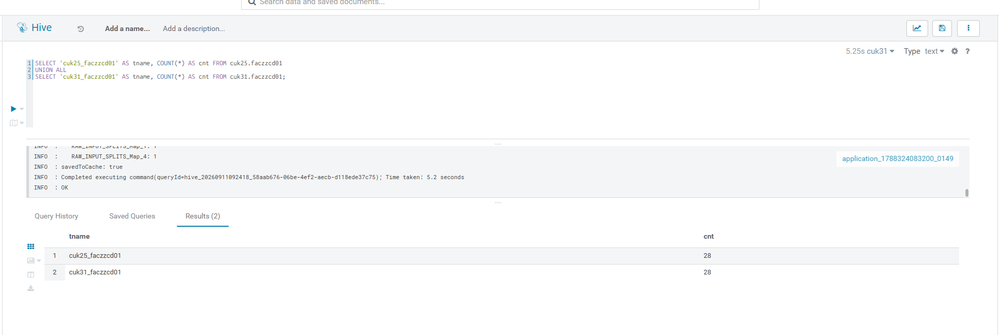 Search data and saved documents...
Hive Add a name... Add a description...
5.25s cuk31 Type text ?
1 SELECT 'cuk25_faczzcd01' AS tname, COUNT(*) AS cnt FROM cuk25.faczzcd01
2 UNION ALL
3 SELECT 'cuk31_faczzcd01' AS tname, COUNT(*) AS cnt FROM cuk31.faczzcd01;
INFO : RAW_INPUT_SPLITS_Map_1: 1
INFO : RAW_INPUT_SPLITS_Map_4: 1
application_1788324083200_0149
INFO : savedToCache: true
INFO : Completed executing command(queryId=hive_20260911092418_58aab676-06be-4ef2-aecb-d118ede37c75); Time taken: 5.2 seconds
INFO : OK
Query History Saved Queries Results (2)
tname cnt
1 cuk25_faczzcd01 28
2 cuk31_faczzcd01 28